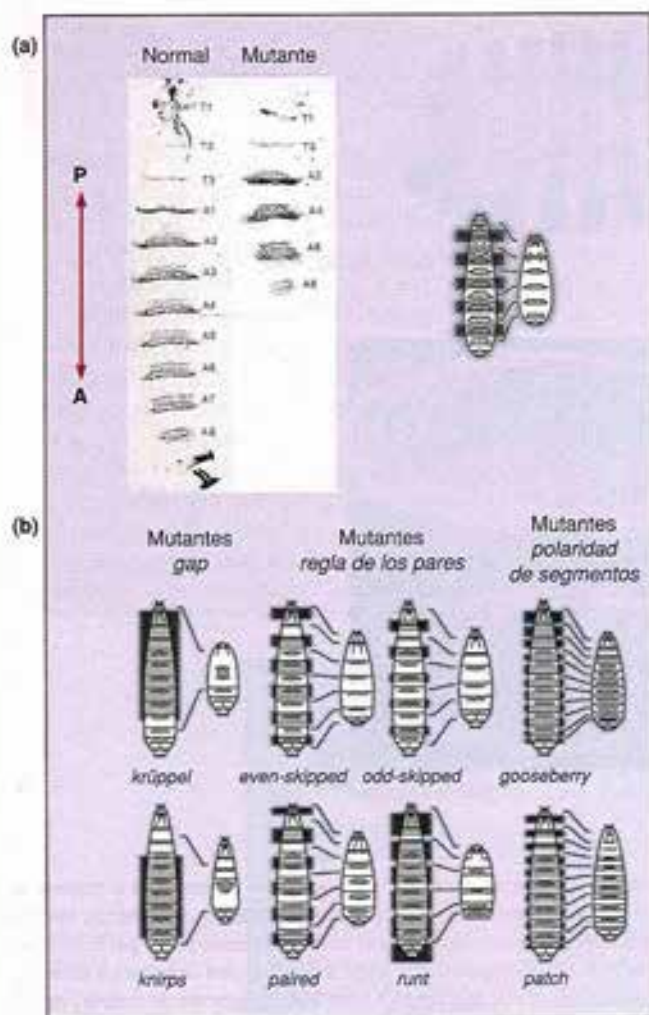 (a)
Normal Mutante
T1 T1
T2 T2
P
T3 A2
A1 A4
A2 A6
A3 A8
A4
A5
A6
A
A7
A8
(b)
Mutantes
gap
Mutantes
regla de los pares
Mutantes
polaridad
de segmentos
krüppel even-skipped odd-skipped gooseberry
knirps paired runt patch